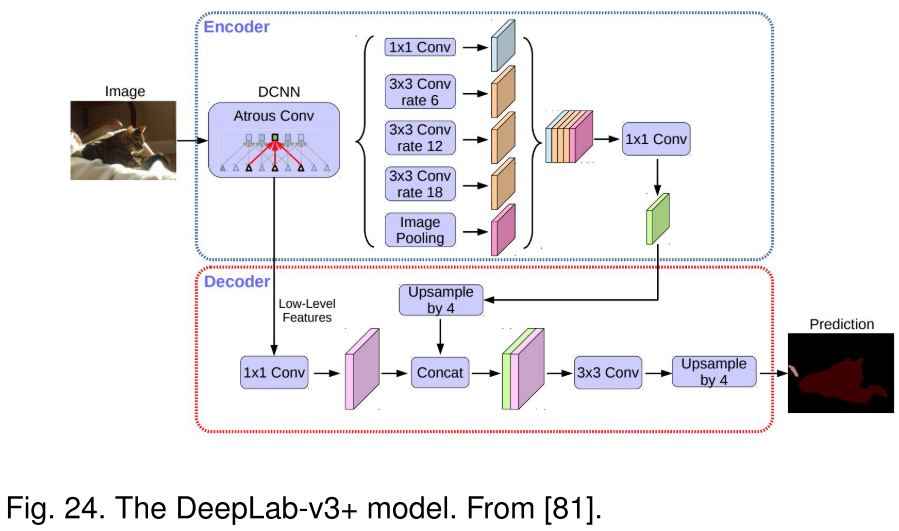 Encoder
Image
DCNN
Atrous Conv
1x1 Conv
3x3 Conv
rate 6
3x3 Conv
rate 12
3x3 Conv
rate 18
Image
Pooling
1x1 Conv
Decoder
Low-Level
Features
Upsample
by 4
1x1 Conv
Concat
3x3 Conv
Upsample
by 4
Prediction
Fig. 24. The DeepLab-v3+ model. From [81].